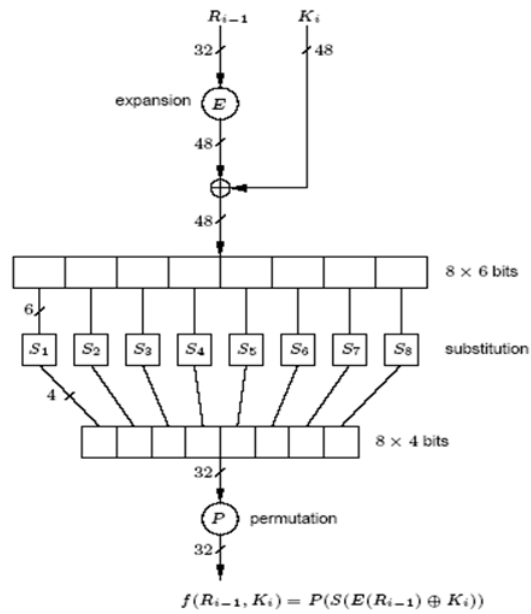 R_{i−1} K_i
32 48
expansion E
48
48
8 × 6 bits
6
S_1 S_2 S_3 S_4 S_5 S_6 S_7 S_8 substitution
4
8 × 4 bits
32
P permutation
32
f(R_{i−1}, K_i) = P(S(E(R_{i−1}) ⊕ K_i))